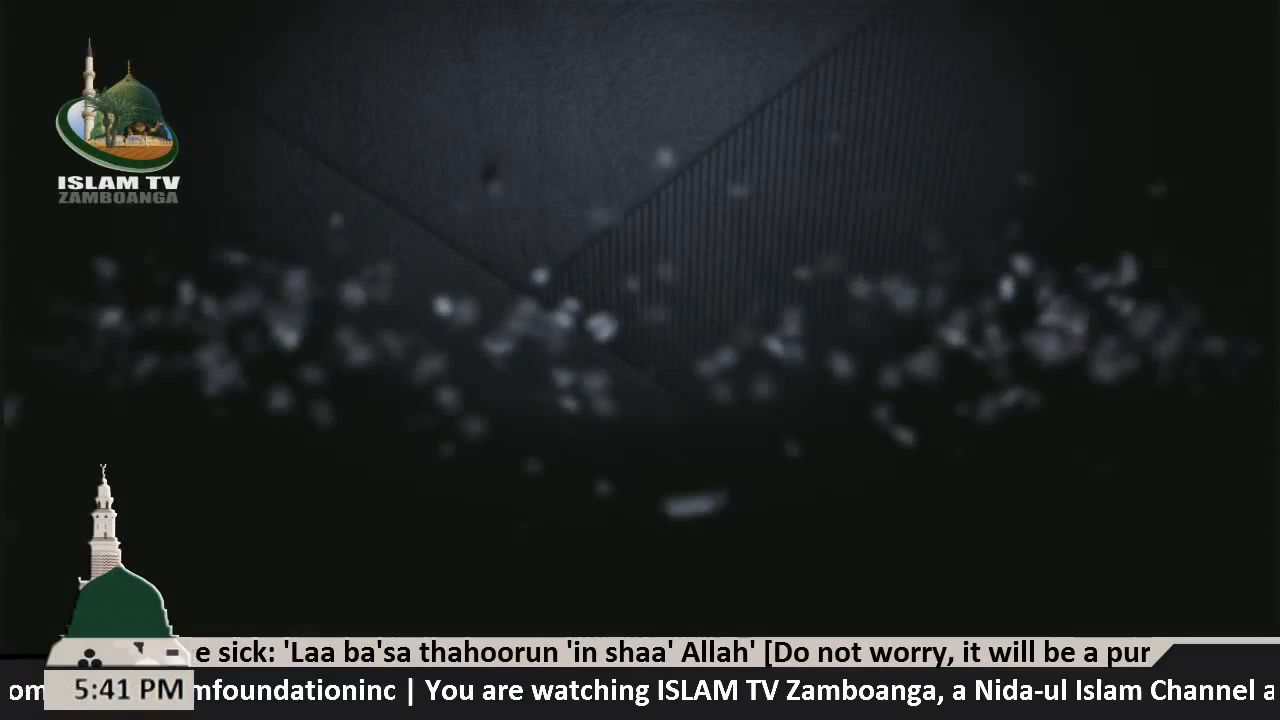 ISLAM TV
ZAMBOANGA
e sick: 'Laa ba'sa thahoorun 'in shaa' Allah' [Do not worry, it will be a pur
om
5:41 PM
mfoundationinc | You are watching ISLAM TV Zamboanga, a Nida-ul Islam Channel a